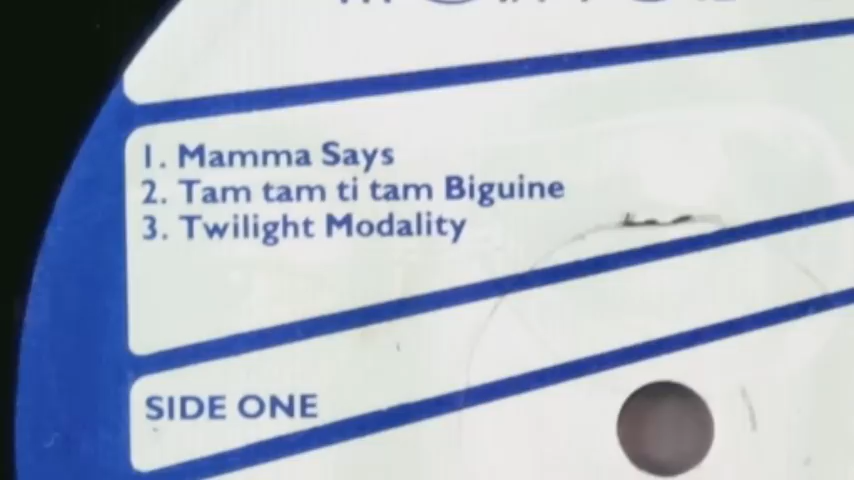 1. Mamma Says
2. Tam tam ti tam Biguine
3. Twilight Modality
SIDE ONE